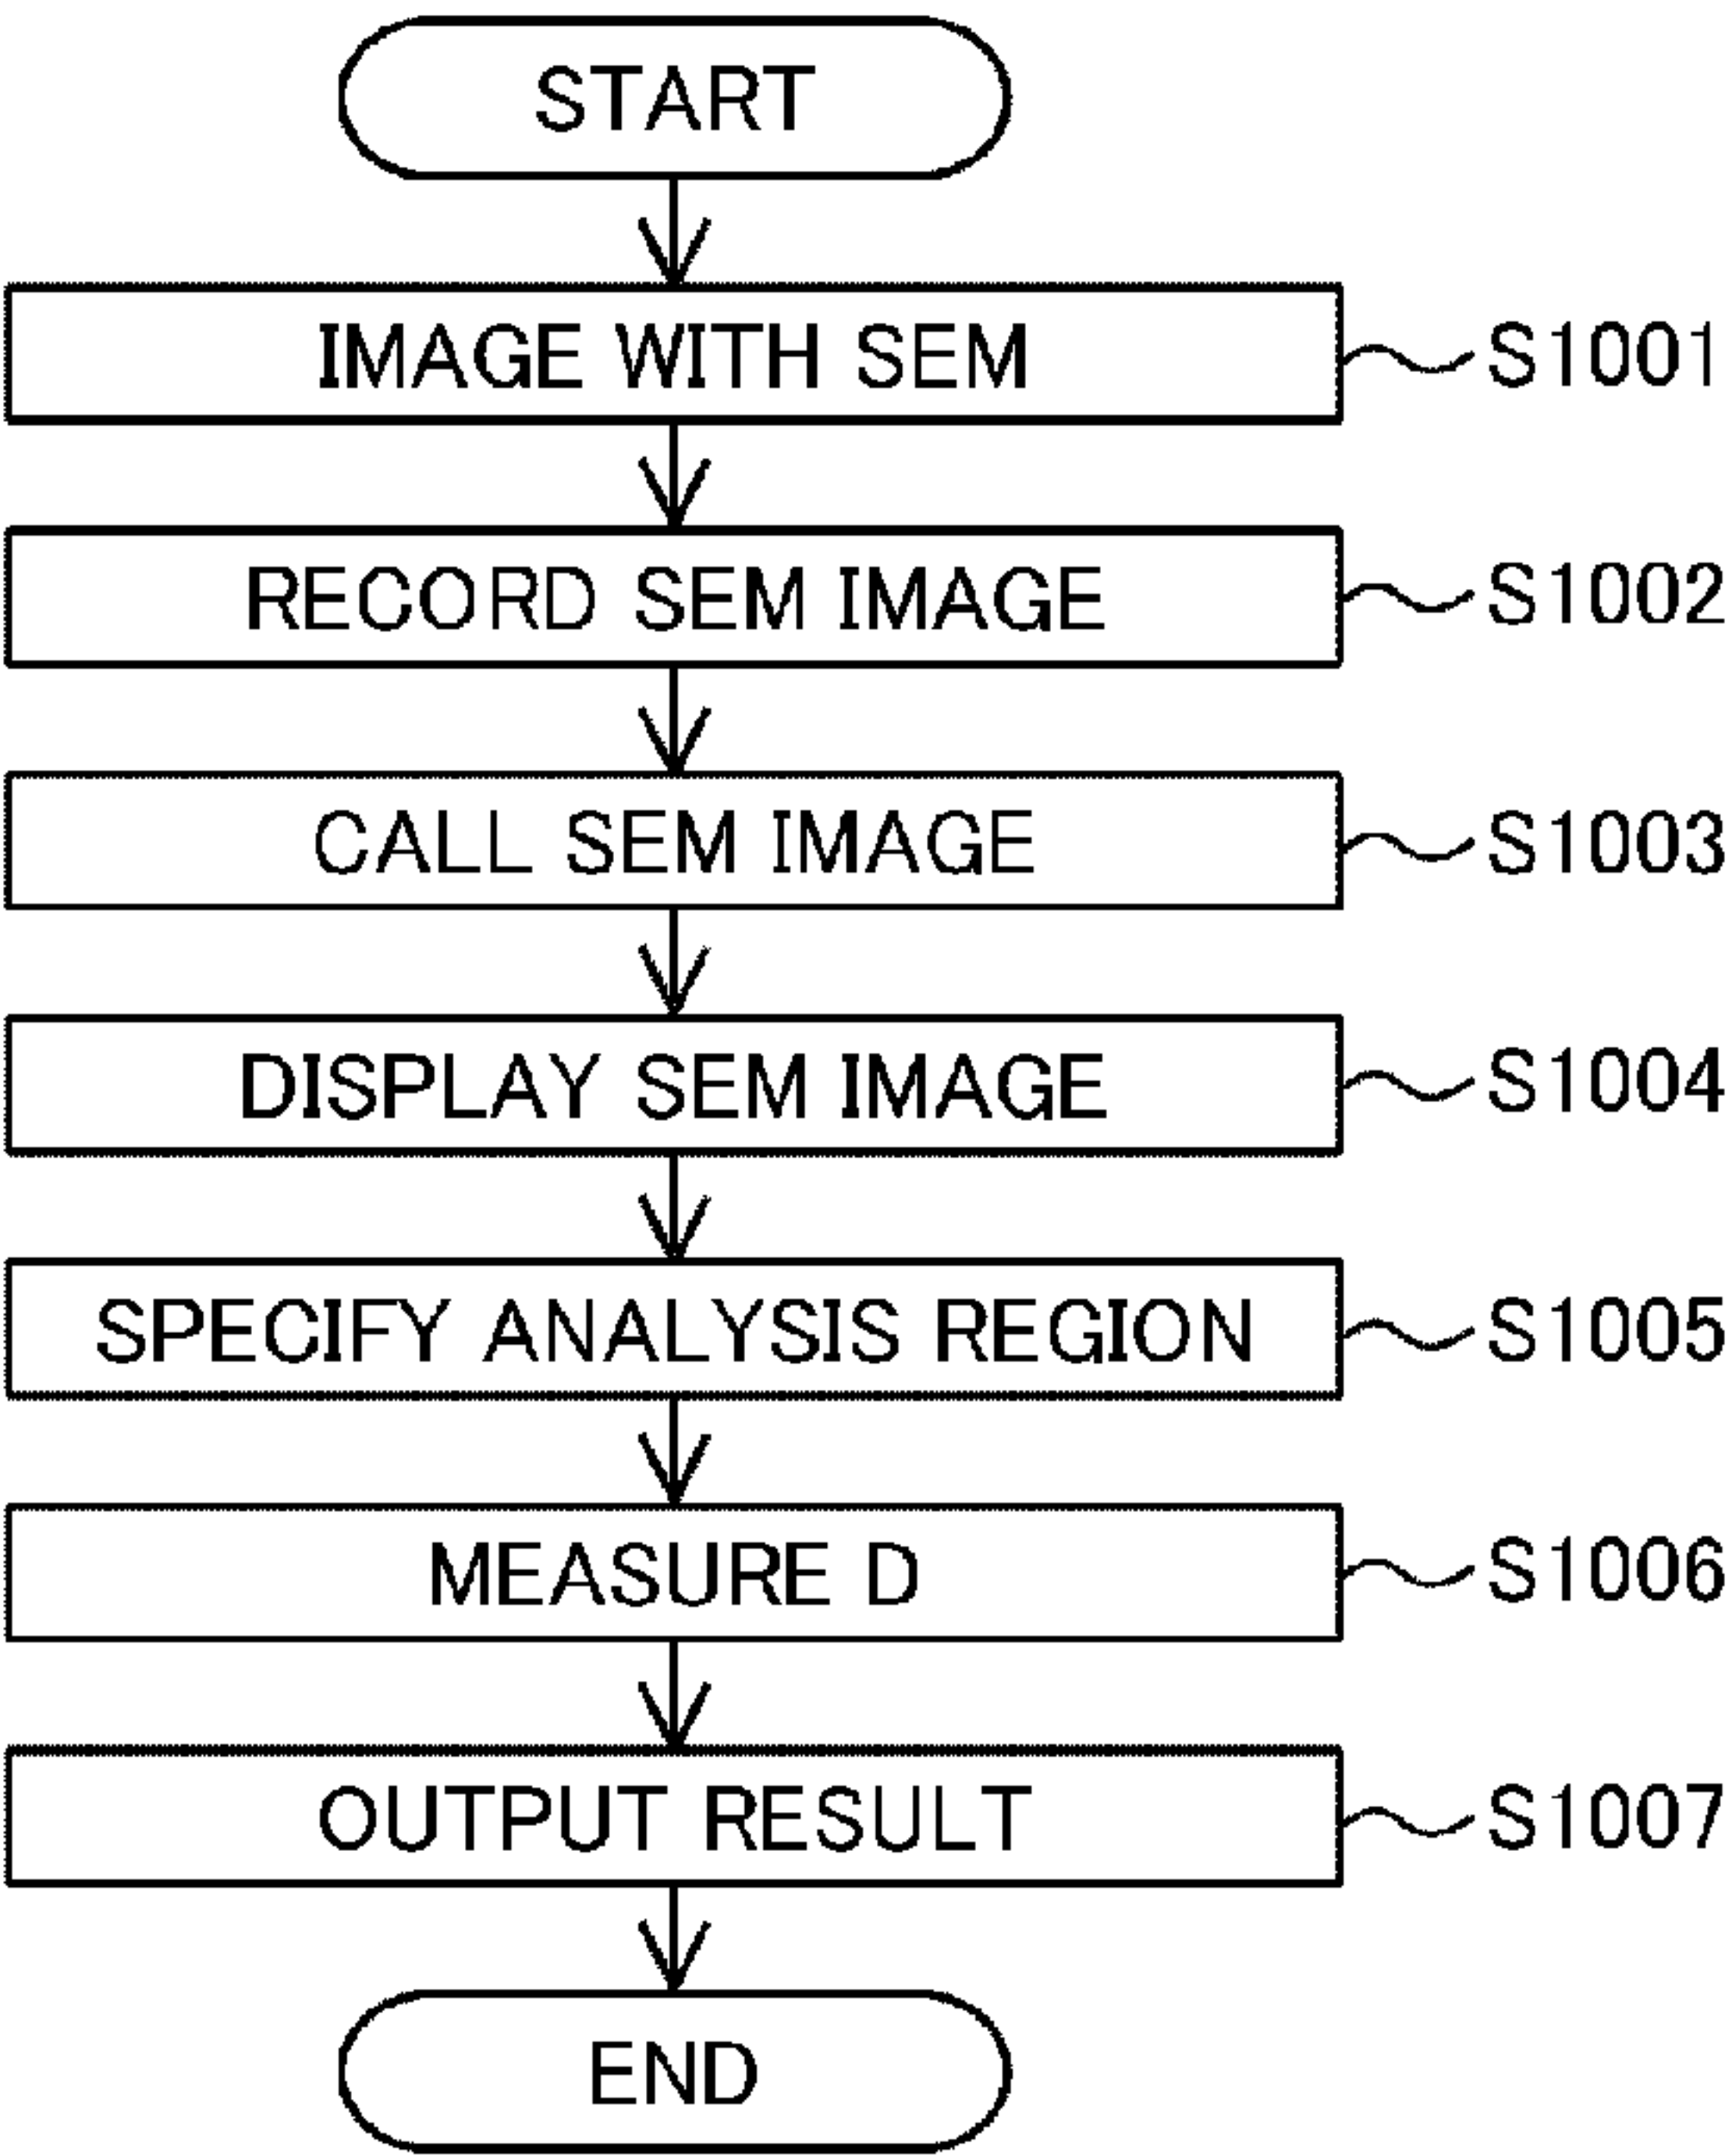 START
IMAGE WITH SEM S1001
RECORD SEM IMAGE S1002
CALL SEM IMAGE S1003
DISPLAY SEM IMAGE S1004
SPECIFY ANALYSIS REGION S1005
MEASURE D S1006
OUTPUT RESULT S1007
END